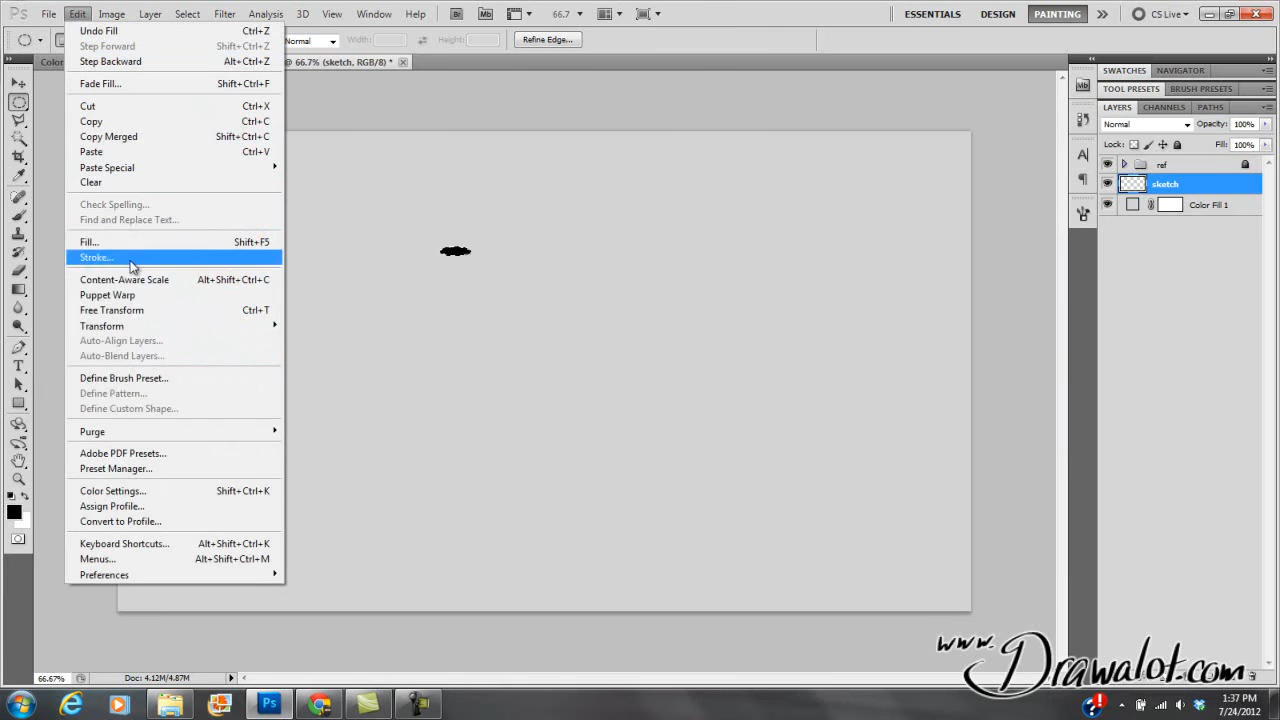 Ps File Edit Image Layer Select Filter Analysis 3D View Window Help Br Mb 66.7 ESSENTIALS DESIGN PAINTING CS Live
Normal Width: Height: Refine Edge...
Color @ 66.7% (sketch, RGB/8) *
Undo Fill Ctrl+Z
Step Forward Shift+Ctrl+Z
Step Backward Alt+Ctrl+Z
Fade Fill... Shift+Ctrl+F
Cut Ctrl+X
Copy Ctrl+C
Copy Merged Shift+Ctrl+C
Paste Ctrl+V
Paste Special
Clear
Check Spelling...
Find and Replace Text...
Fill... Shift+F5
Stroke...
Content-Aware Scale Alt+Shift+Ctrl+C
Puppet Warp
Free Transform Ctrl+T
Transform
Auto-Align Layers...
Auto-Blend Layers...
Define Brush Preset...
Define Pattern...
Define Custom Shape...
Purge
Adobe PDF Presets...
Preset Manager...
Color Settings... Shift+Ctrl+K
Assign Profile...
Convert to Profile...
Keyboard Shortcuts... Alt+Shift+Ctrl+K
Menus... Alt+Shift+Ctrl+M
Preferences
SWATCHES NAVIGATOR
TOOL PRESETS BRUSH PRESETS
LAYERS CHANNELS PATHS
Normal Opacity: 100%
Lock: Fill: 100%
ref
sketch
Color Fill 1
www.Drawalot.com
66.67% Doc: 4.12M/4.87M
Ps
1:37 PM
7/24/2012